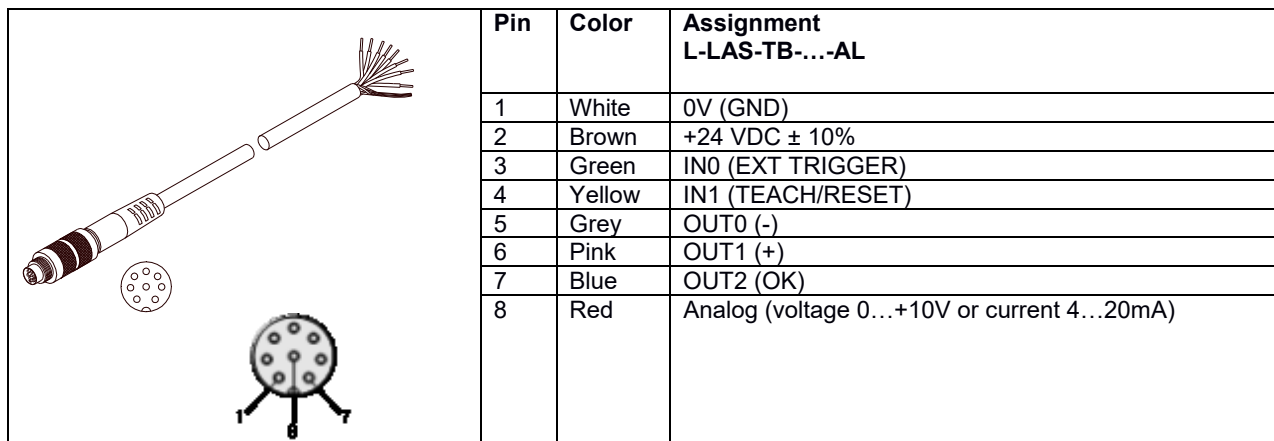 Pin Color Assignment
L-LAS-TB-…-AL
1 White 0V (GND)
2 Brown +24 VDC ± 10%
3 Green IN0 (EXT TRIGGER)
4 Yellow IN1 (TEACH/RESET)
5 Grey OUT0 (-)
6 Pink OUT1 (+)
7 Blue OUT2 (OK)
8 Red Analog (voltage 0…+10V or current 4…20mA)
1 8 7